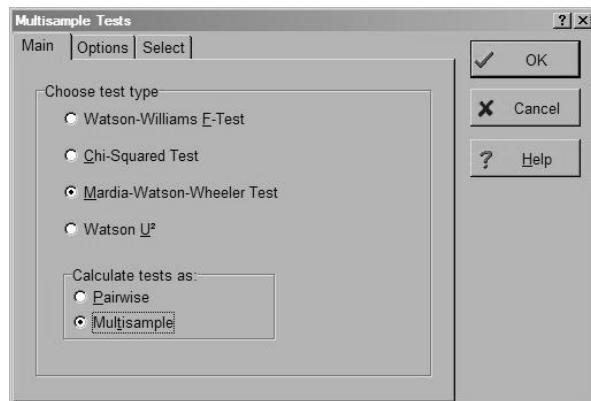 Multisample Tests
? ×
Main Options Select
Choose test type
Watson-Williams F-Test
Chi-Squared Test
Mardia-Watson-Wheeler Test
Watson U²
Calculate tests as:
Pairwise
Multisample
OK
Cancel
? Help